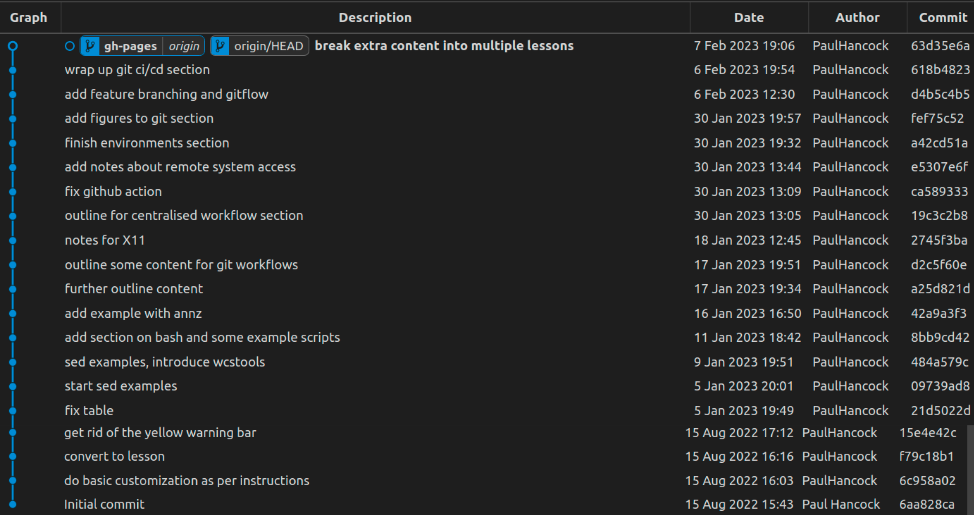 Graph Description Date Author Commit
gh-pages origin origin/HEAD break extra content into multiple lessons 7 Feb 2023 19:06 PaulHancock 63d35e6a
wrap up git ci/cd section 6 Feb 2023 19:54 PaulHancock 618b4823
add feature branching and gitflow 6 Feb 2023 12:30 PaulHancock d4b5c4b5
add figures to git section 30 Jan 2023 19:57 PaulHancock fef75c52
finish environments section 30 Jan 2023 19:32 PaulHancock a42cd51a
add notes about remote system access 30 Jan 2023 13:44 PaulHancock e5307e6f
fix github action 30 Jan 2023 13:09 PaulHancock ca589333
outline for centralised workflow section 30 Jan 2023 13:05 PaulHancock 19c3c2b8
notes for X11 18 Jan 2023 12:45 PaulHancock 2745f3ba
outline some content for git workflows 17 Jan 2023 19:51 PaulHancock d2c5f60e
further outline content 17 Jan 2023 19:34 PaulHancock a25d821d
add example with annz 16 Jan 2023 16:50 PaulHancock 42a9a3f3
add section on bash and some example scripts 11 Jan 2023 18:42 PaulHancock 8bb9cd42
sed examples, introduce wcstools 9 Jan 2023 19:51 PaulHancock 484a579c
start sed examples 5 Jan 2023 20:01 PaulHancock 09739ad8
fix table 5 Jan 2023 19:49 PaulHancock 21d5022d
get rid of the yellow warning bar 15 Aug 2022 17:12 PaulHancock 15e4e42c
convert to lesson 15 Aug 2022 16:16 PaulHancock f79c18b1
do basic customization as per instructions 15 Aug 2022 16:03 PaulHancock 6c958a02
Initial commit 15 Aug 2022 15:43 Paul Hancock 6aa828ca